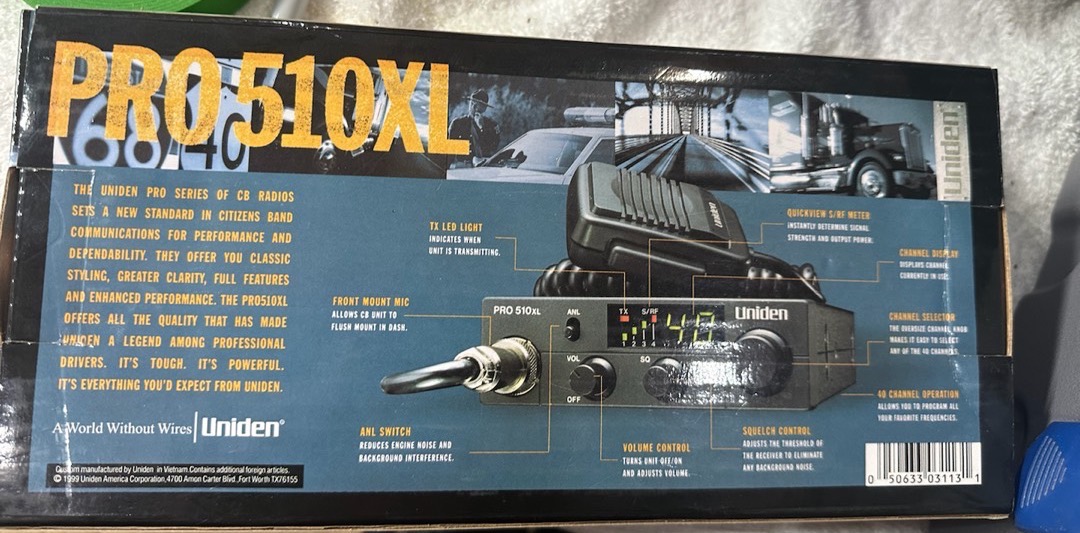 PRO 510XL
66
40
Uniden
THE UNIDEN PRO SERIES OF CB RADIOS
SETS A NEW STANDARD IN CITIZENS BAND
COMMUNICATIONS FOR PERFORMANCE AND
DEPENDABILITY. THEY OFFER YOU CLASSIC
STYLING, GREATER CLARITY, FULL FEATURES
AND ENHANCED PERFORMANCE. THE PRO510XL
OFFERS ALL THE QUALITY THAT HAS MADE
UNIDEN A LEGEND AMONG PROFESSIONAL
DRIVERS. IT'S TOUGH. IT'S POWERFUL.
IT'S EVERYTHING YOU'D EXPECT FROM UNIDEN.
A World Without Wires Uniden®
Custom manufactured by Uniden in Vietnam. Contains additional foreign articles.
© 1999 Uniden America Corporation, 4700 Amon Carter Blvd., Fort Worth TX76155
TX LED LIGHT
INDICATES WHEN
UNIT IS TRANSMITTING.
FRONT MOUNT MIC
ALLOWS CB UNIT TO
FLUSH MOUNT IN DASH.
ANL SWITCH
REDUCES ENGINE NOISE AND
BACKGROUND INTERFERENCE.
Uniden
PRO 510XL
ANL
TX
S/RF
1 2 3 4
40
Uniden
VOL
OFF
SQ
VOLUME CONTROL
TURNS UNIT OFF/ON
AND ADJUSTS VOLUME.
SQUELCH CONTROL
ADJUSTS THE THRESHOLD OF
THE RECEIVER TO ELIMINATE
ANY BACKGROUND NOISE.
QUICKVIEW S/RF METER
INSTANTLY DETERMINE SIGNAL
STRENGTH AND OUTPUT POWER.
CHANNEL DISPLAY
DISPLAYS CHANNEL
CURRENTLY IN USE.
CHANNEL SELECTOR
THE OVERSIZE CHANNEL KNOB
MAKES IT EASY TO SELECT
ANY OF THE 40 CHANNELS.
40 CHANNEL OPERATION
ALLOWS YOU TO PROGRAM ALL
YOUR FAVORITE FREQUENCIES.
0 50633 03113 1